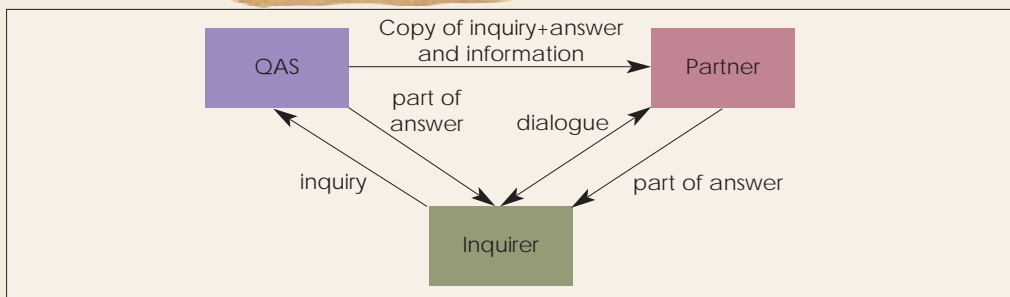 Copy of inquiry+answer
and information
QAS
Partner
part of
answer
dialogue
inquiry
part of answer
Inquirer